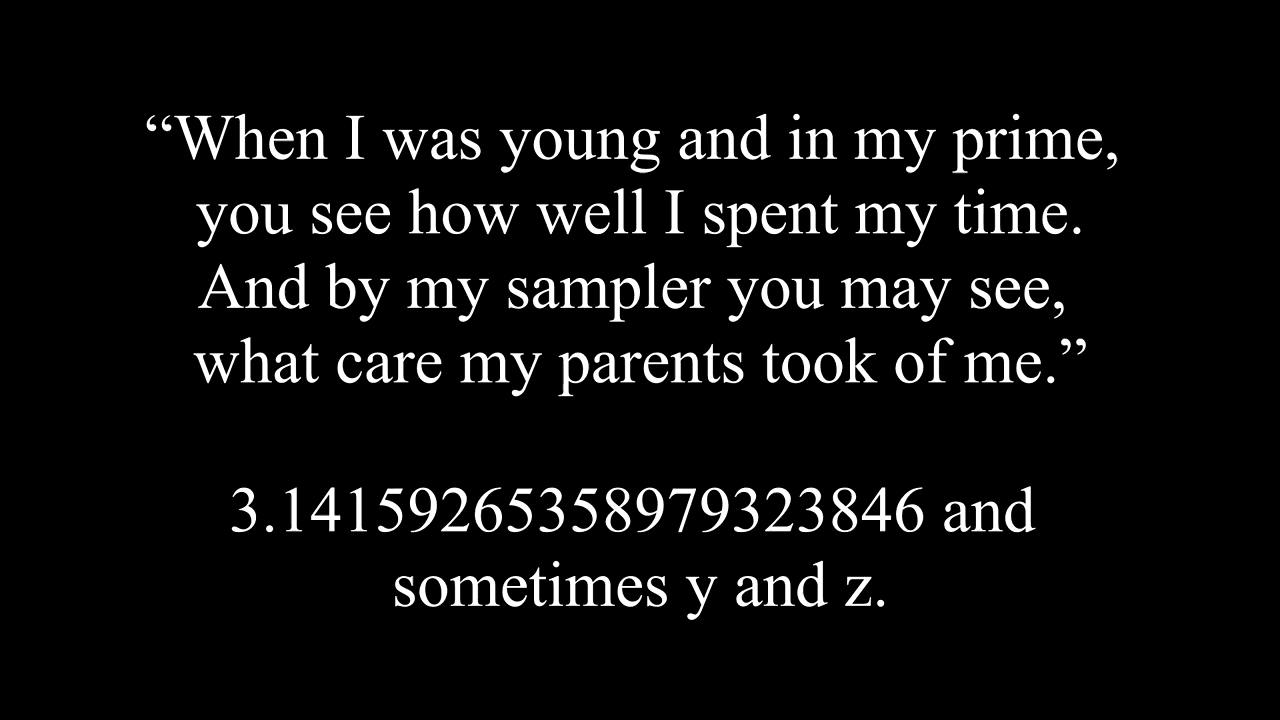 “When I was young and in my prime,
you see how well I spent my time.
And by my sampler you may see,
what care my parents took of me.”
3.14159265358979323846 and
sometimes y and z.